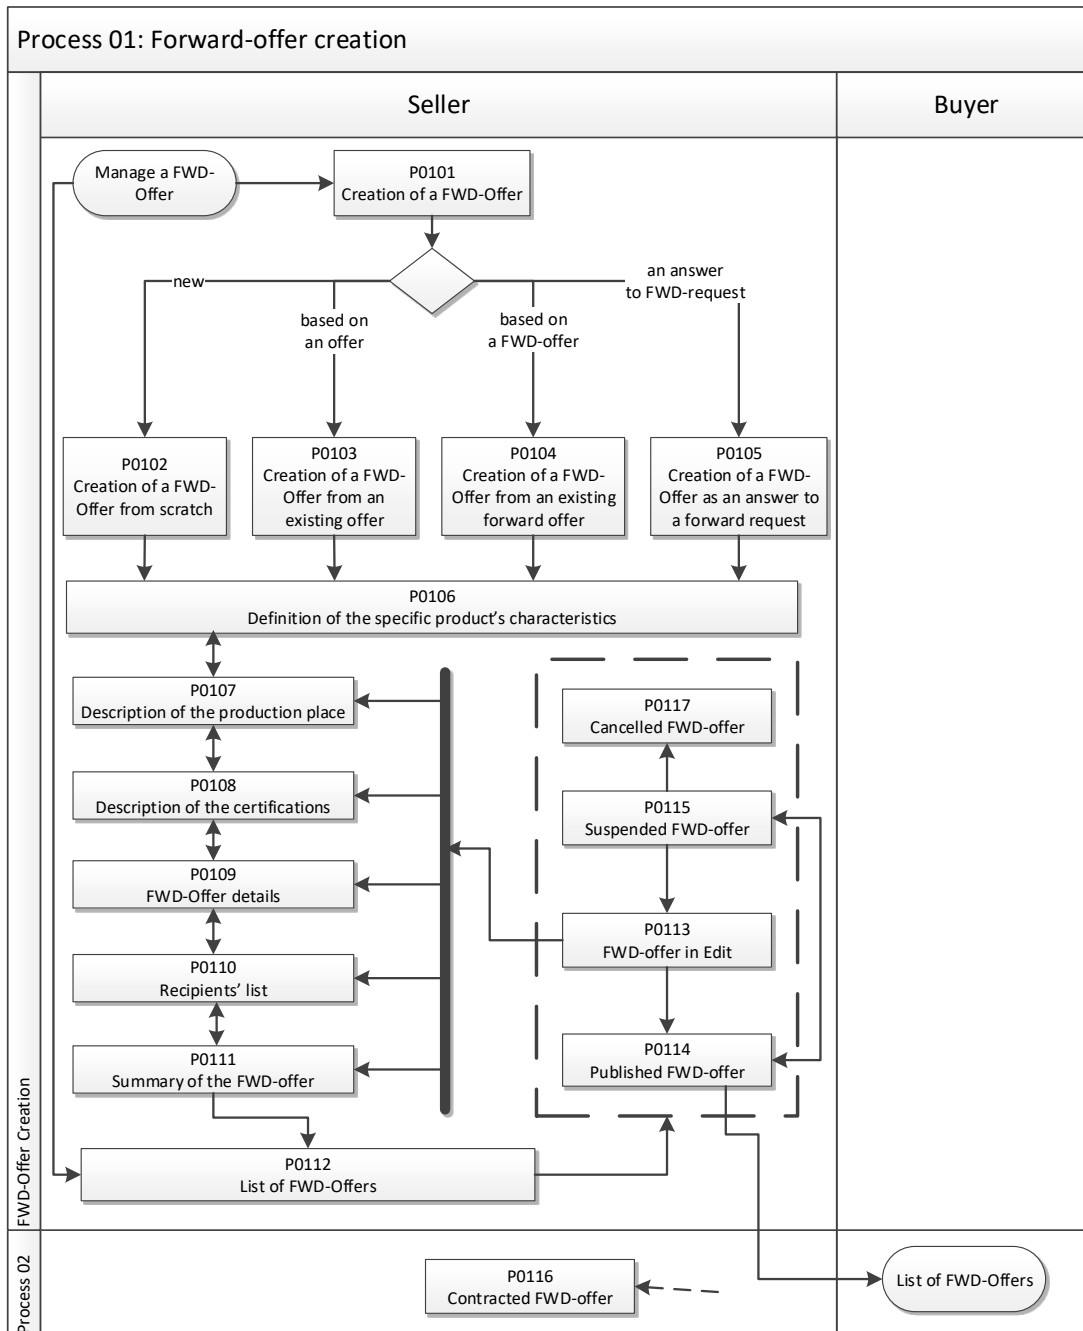 Process 01: Forward-offer creation
Seller
Buyer
Manage a FWD-
Offer
P0101
Creation of a FWD-Offer
new
based on
an offer
based on
a FWD-offer
an answer
to FWD-request
P0102
Creation of a FWD-
Offer from scratch
P0103
Creation of a FWD-
Offer from an
existing offer
P0104
Creation of a FWD-
Offer from an existing
forward offer
P0105
Creation of a FWD-
Offer as an answer to
a forward request
P0106
Definition of the specific product’s characteristics
P0107
Description of the production place
P0108
Description of the certifications
P0109
FWD-Offer details
P0110
Recipients’ list
P0111
Summary of the FWD-offer
P0112
List of FWD-Offers
P0117
Cancelled FWD-offer
P0115
Suspended FWD-offer
P0113
FWD-offer in Edit
P0114
Published FWD-offer
FWD-Offer Creation
Process 02
P0116
Contracted FWD-offer
List of FWD-Offers